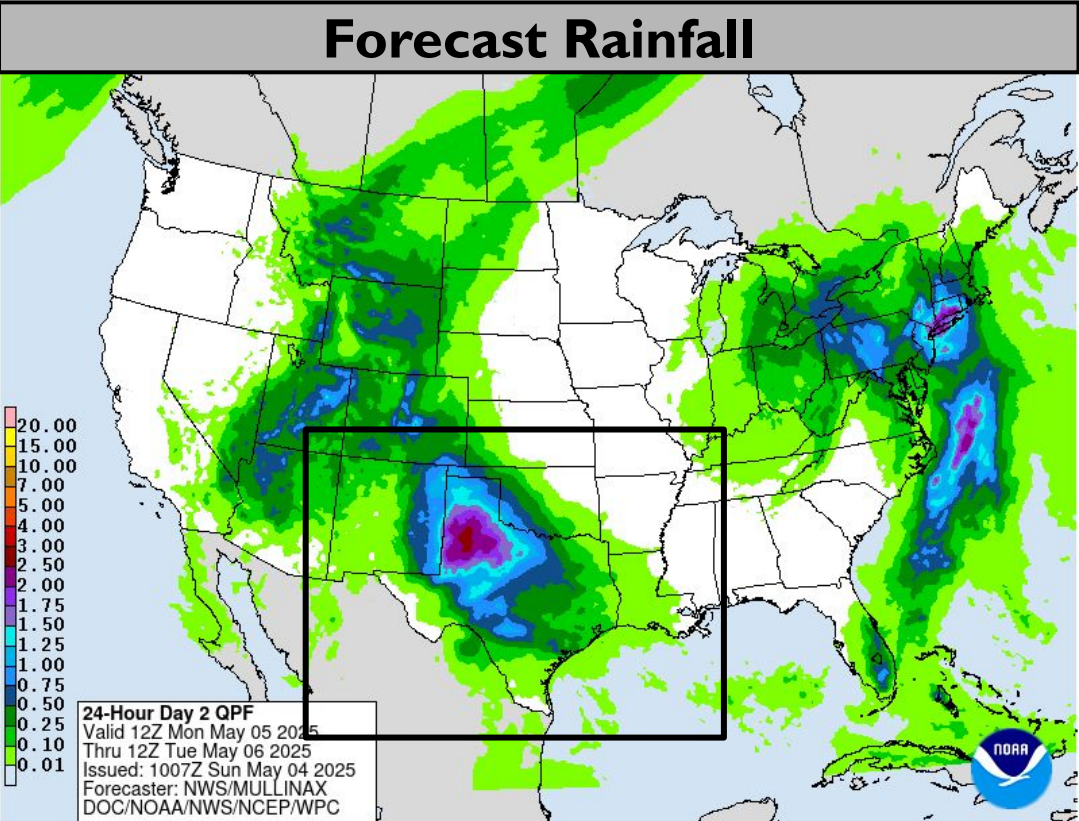 Forecast Rainfall
20.00
15.00
10.00
7.00
5.00
4.00
3.00
2.50
2.00
1.75
1.50
1.25
1.00
0.75
0.50
0.25
0.10
0.01
24-Hour Day 2 QPF
Valid 12Z Mon May 05 2025
Thru 12Z Tue May 06 2025
Issued: 1007Z Sun May 04 2025
Forecaster: NWS/MULLINAX
DOC/NOAA/NWS/NCEP/WPC
NOAA